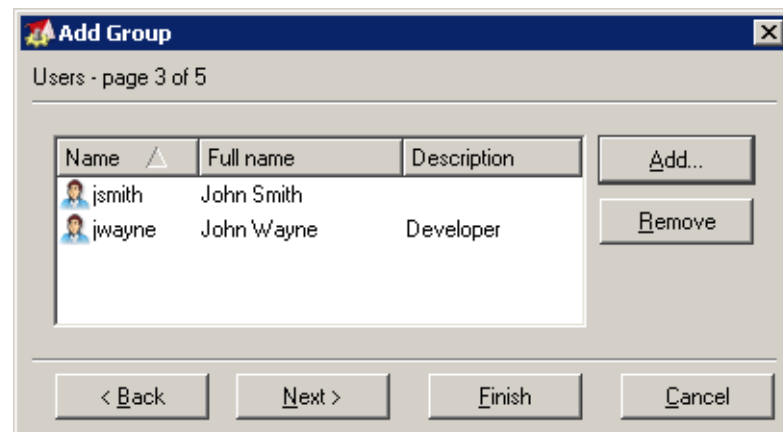 Add Group
Users - page 3 of 5
Name Full name Description
Add...
jsmith John Smith
jwayne John Wayne Developer
Remove
< Back Next > Finish Cancel